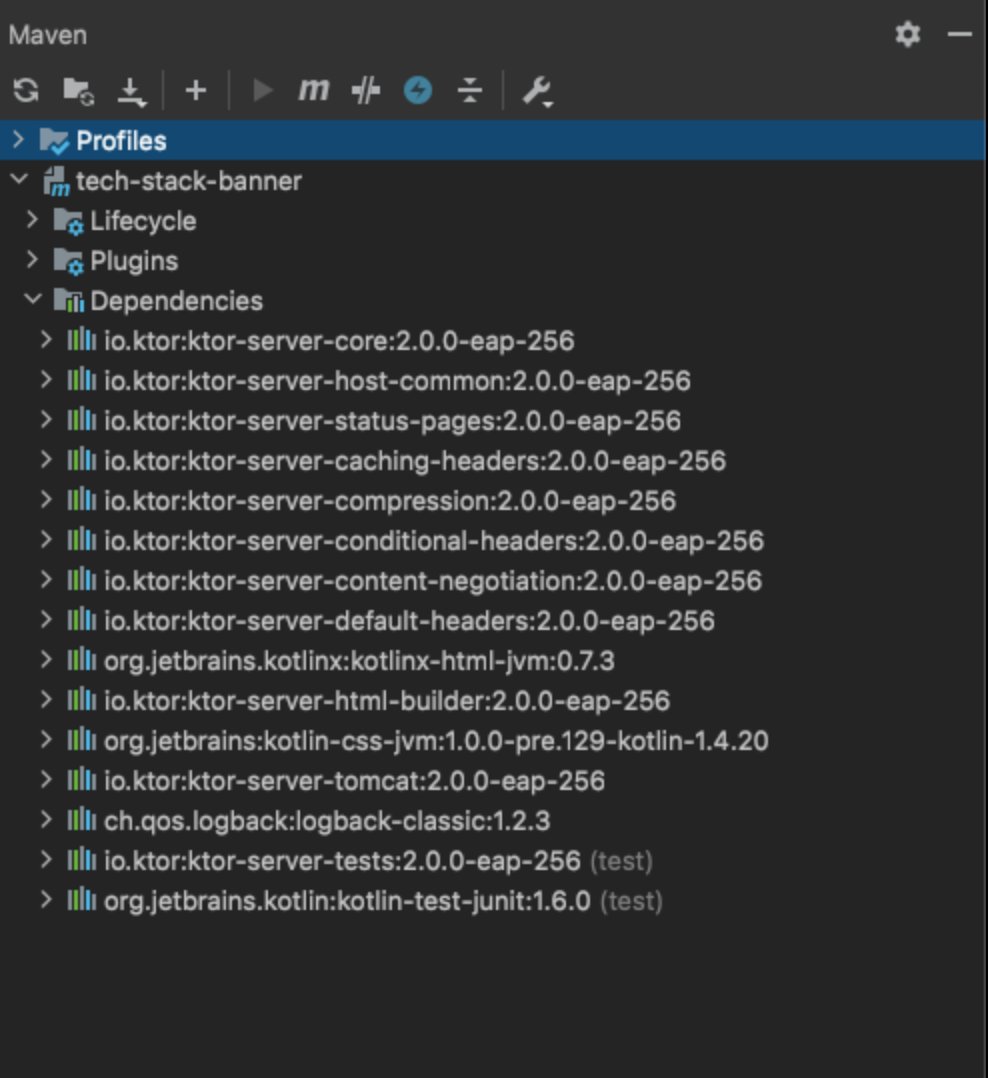 Maven
Profiles
tech-stack-banner
Lifecycle
Plugins
Dependencies
io.ktor:ktor-server-core:2.0.0-eap-256
io.ktor:ktor-server-host-common:2.0.0-eap-256
io.ktor:ktor-server-status-pages:2.0.0-eap-256
io.ktor:ktor-server-caching-headers:2.0.0-eap-256
io.ktor:ktor-server-compression:2.0.0-eap-256
io.ktor:ktor-server-conditional-headers:2.0.0-eap-256
io.ktor:ktor-server-content-negotiation:2.0.0-eap-256
io.ktor:ktor-server-default-headers:2.0.0-eap-256
org.jetbrains.kotlinx:kotlinx-html-jvm:0.7.3
io.ktor:ktor-server-html-builder:2.0.0-eap-256
org.jetbrains:kotlin-css-jvm:1.0.0-pre.129-kotlin-1.4.20
io.ktor:ktor-server-tomcat:2.0.0-eap-256
ch.qos.logback:logback-classic:1.2.3
io.ktor:ktor-server-tests:2.0.0-eap-256 (test)
org.jetbrains.kotlin:kotlin-test-junit:1.6.0 (test)